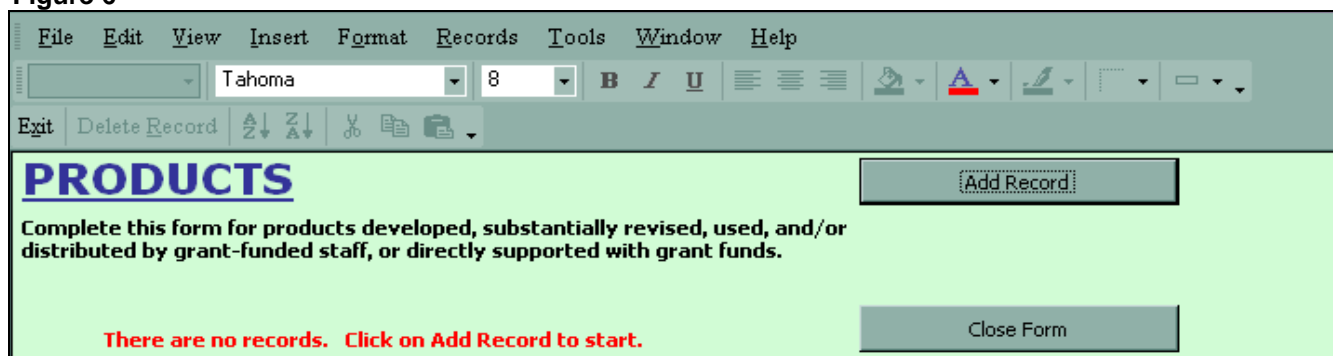 File Edit View Insert Format Records Tools Window Help
Tahoma 8 B I U A
Exit Delete Record
PRODUCTS
Add Record
Complete this form for products developed, substantially revised, used, and/or
distributed by grant-funded staff, or directly supported with grant funds.
There are no records. Click on Add Record to start.
Close Form